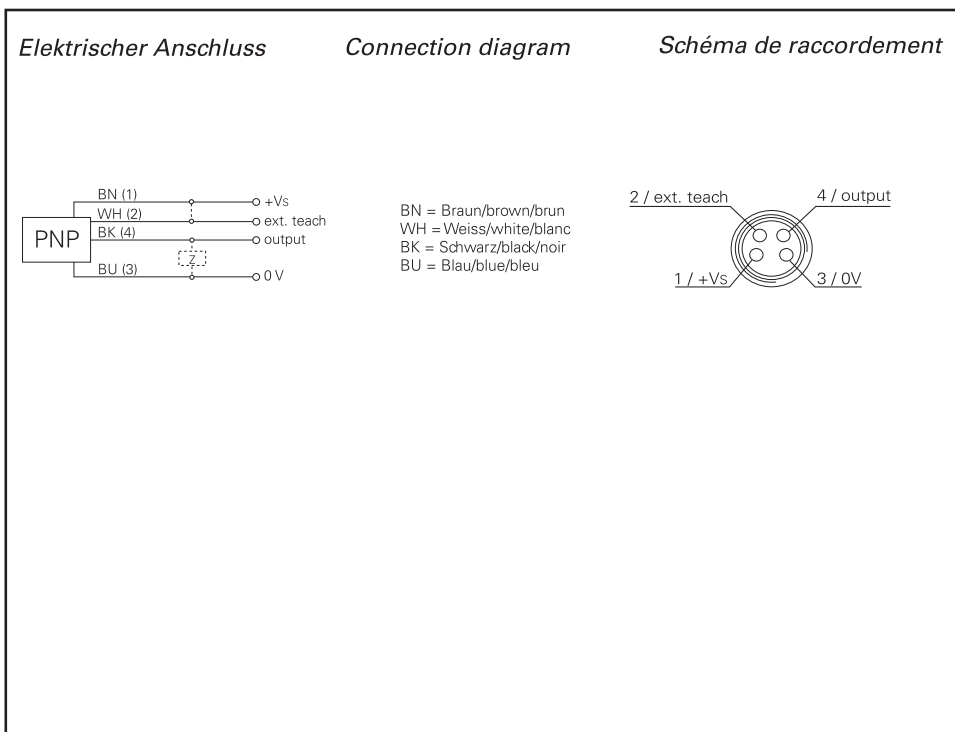 Elektrischer Anschluss
Connection diagram
Schéma de raccordement
BN (1)
+Vs
WH (2)
ext. teach
PNP
BK (4)
output
Z
BU (3)
0 V
BN = Braun/brown/brun
WH = Weiss/white/blanc
BK = Schwarz/black/noir
BU = Blau/blue/bleu
2 / ext. teach
4 / output
1 / +Vs
3 / 0V